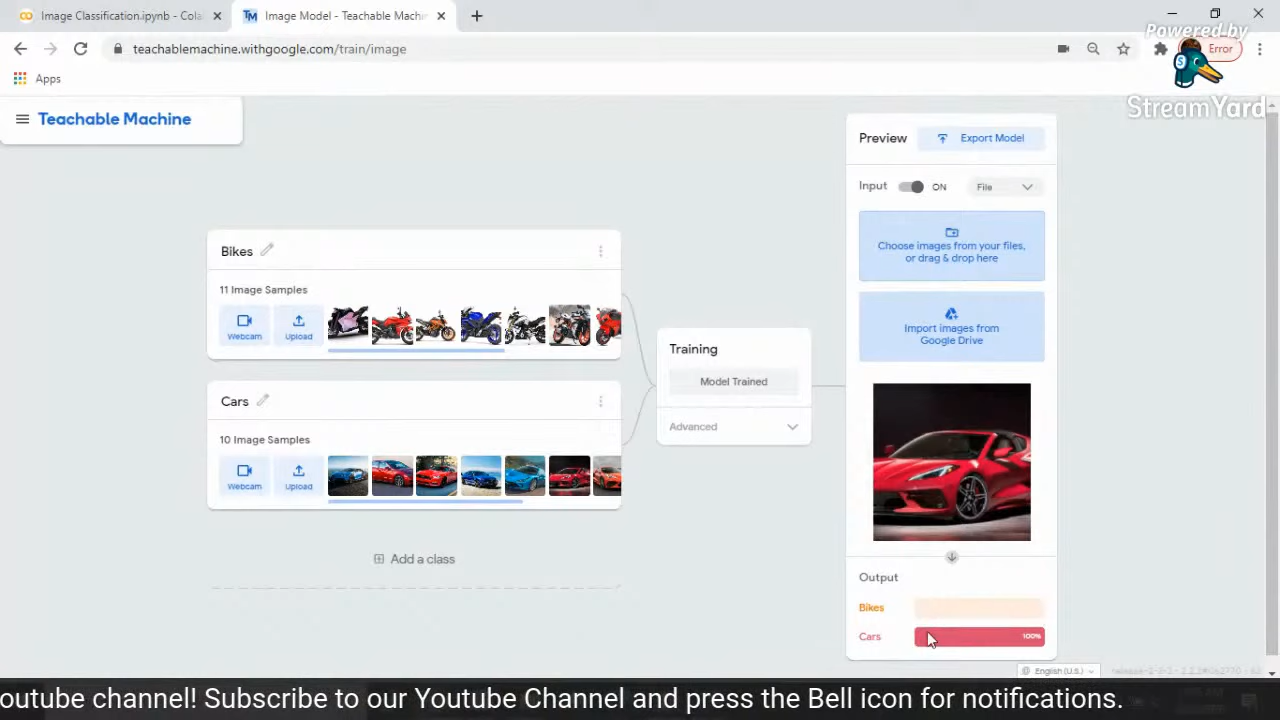 Image Classification.ipynb - Cola
Image Model - Teachable Machin
teachablemachine.withgoogle.com/train/image
Error
Apps
Powered by
StreamYard
Teachable Machine
Preview
Export Model
Input
ON
File
Choose images from your files,
or drag & drop here
Import images from
Google Drive
Bikes
11 Image Samples
Webcam
Upload
Cars
10 Image Samples
Webcam
Upload
Add a class
Training
Model Trained
Advanced
Output
Bikes
Cars
100%
English (U.S.)
outube channel! Subscribe to our Youtube Channel and press the Bell icon for notifications.